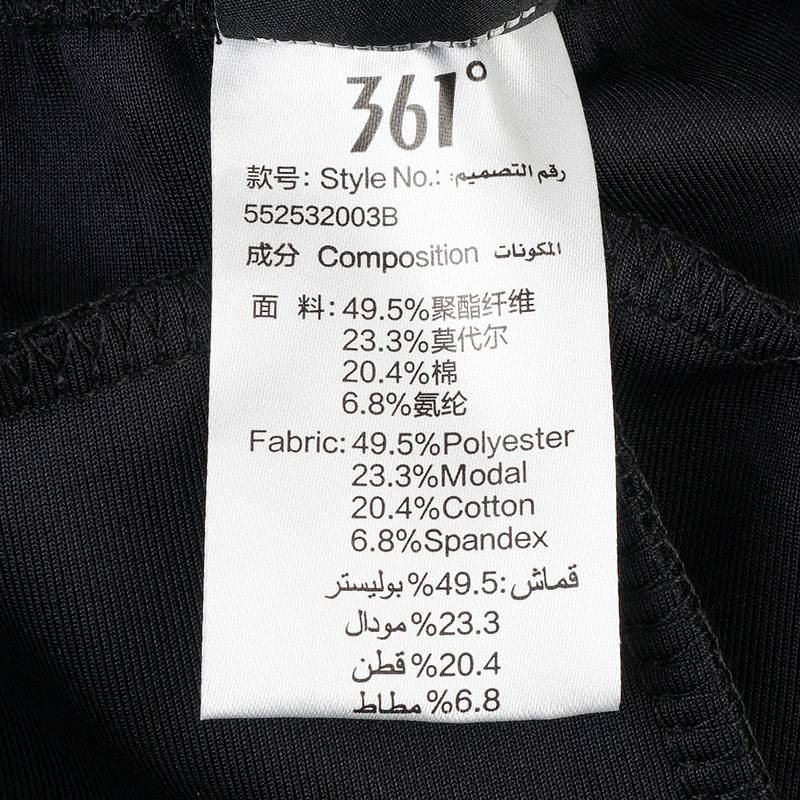 361°
款号: Style No.: رقم التصميم:
552532003B
成分 Composition المكونات
面 料: 49.5%聚酯纤维
23.3%莫代尔
20.4%棉
6.8%氨纶
Fabric: 49.5%Polyester
23.3%Modal
20.4%Cotton
6.8%Spandex
قماش: 49.5%بوليستر
23.3%مودال
20.4%قطن
6.8%مطاط